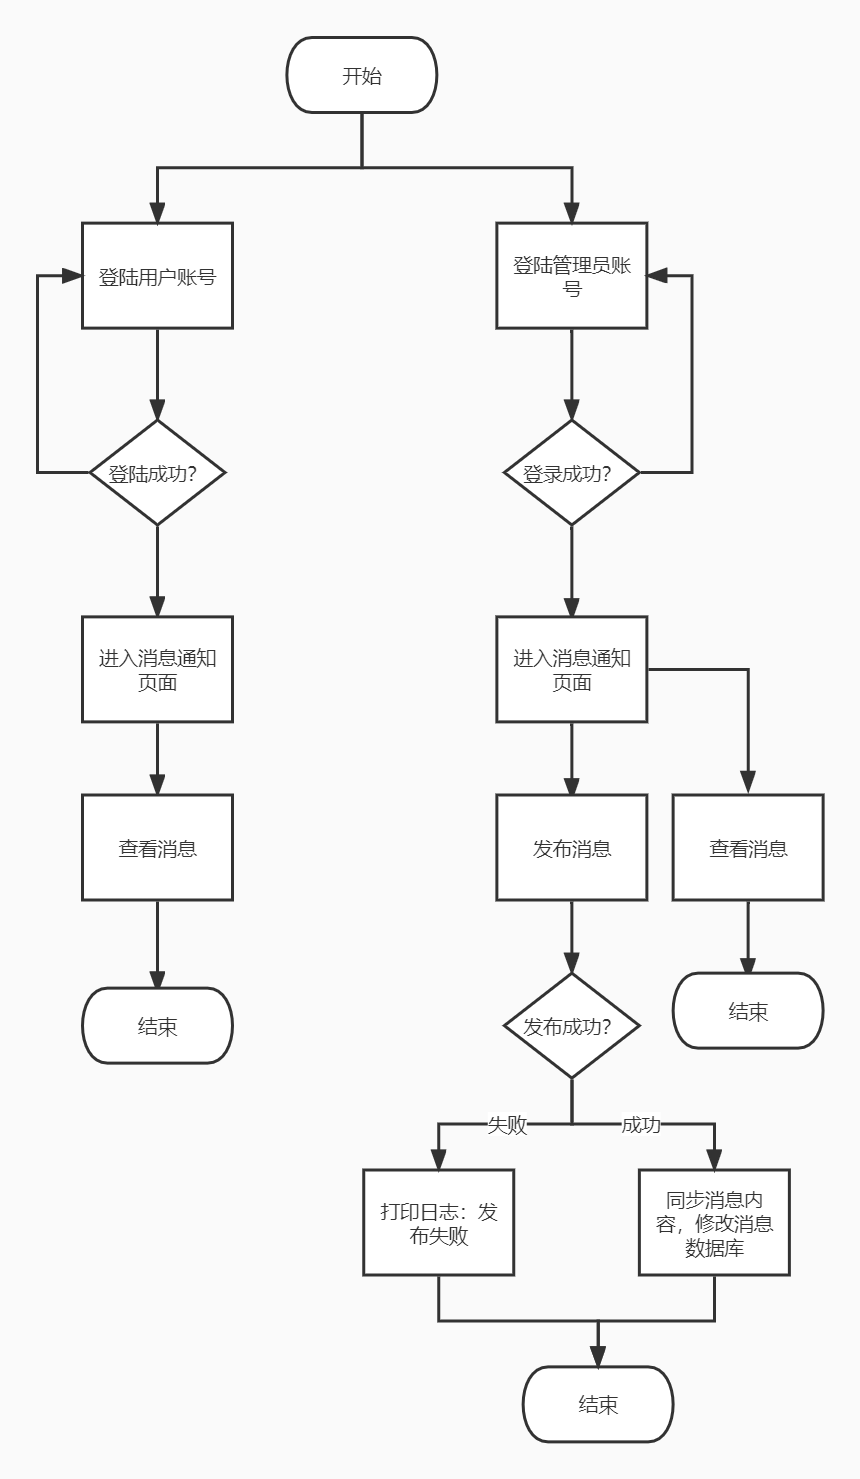 开始
登陆用户账号
登陆管理员账
号
登陆成功?
登录成功?
进入消息通知
页面
进入消息通知
页面
查看消息
发布消息
查看消息
结束
发布成功?
结束
失败
成功
打印日志：发
布失败
同步消息内
容，修改消息
数据库
结束